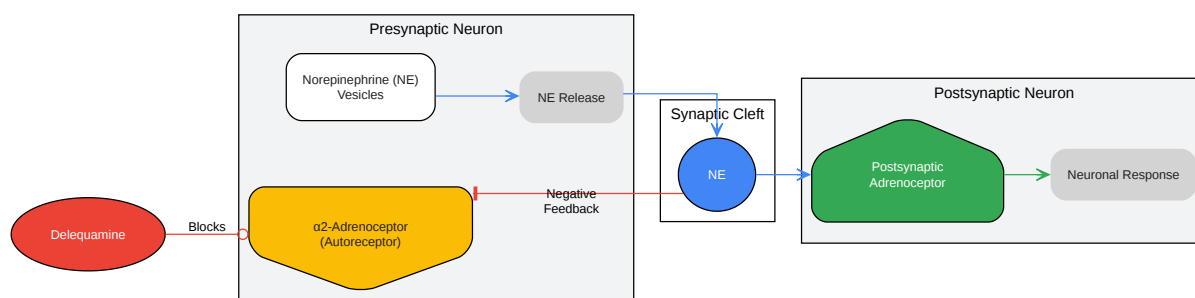 Presynaptic Neuron
Norepinephrine (NE)
Vesicles
NE Release
Synaptic Cleft
NE
Postsynaptic Neuron
Postsynaptic
Adrenoceptor
Neuronal Response
Negative
Feedback
Delequamine
Blocks
α2-Adrenoceptor
(Autoreceptor)